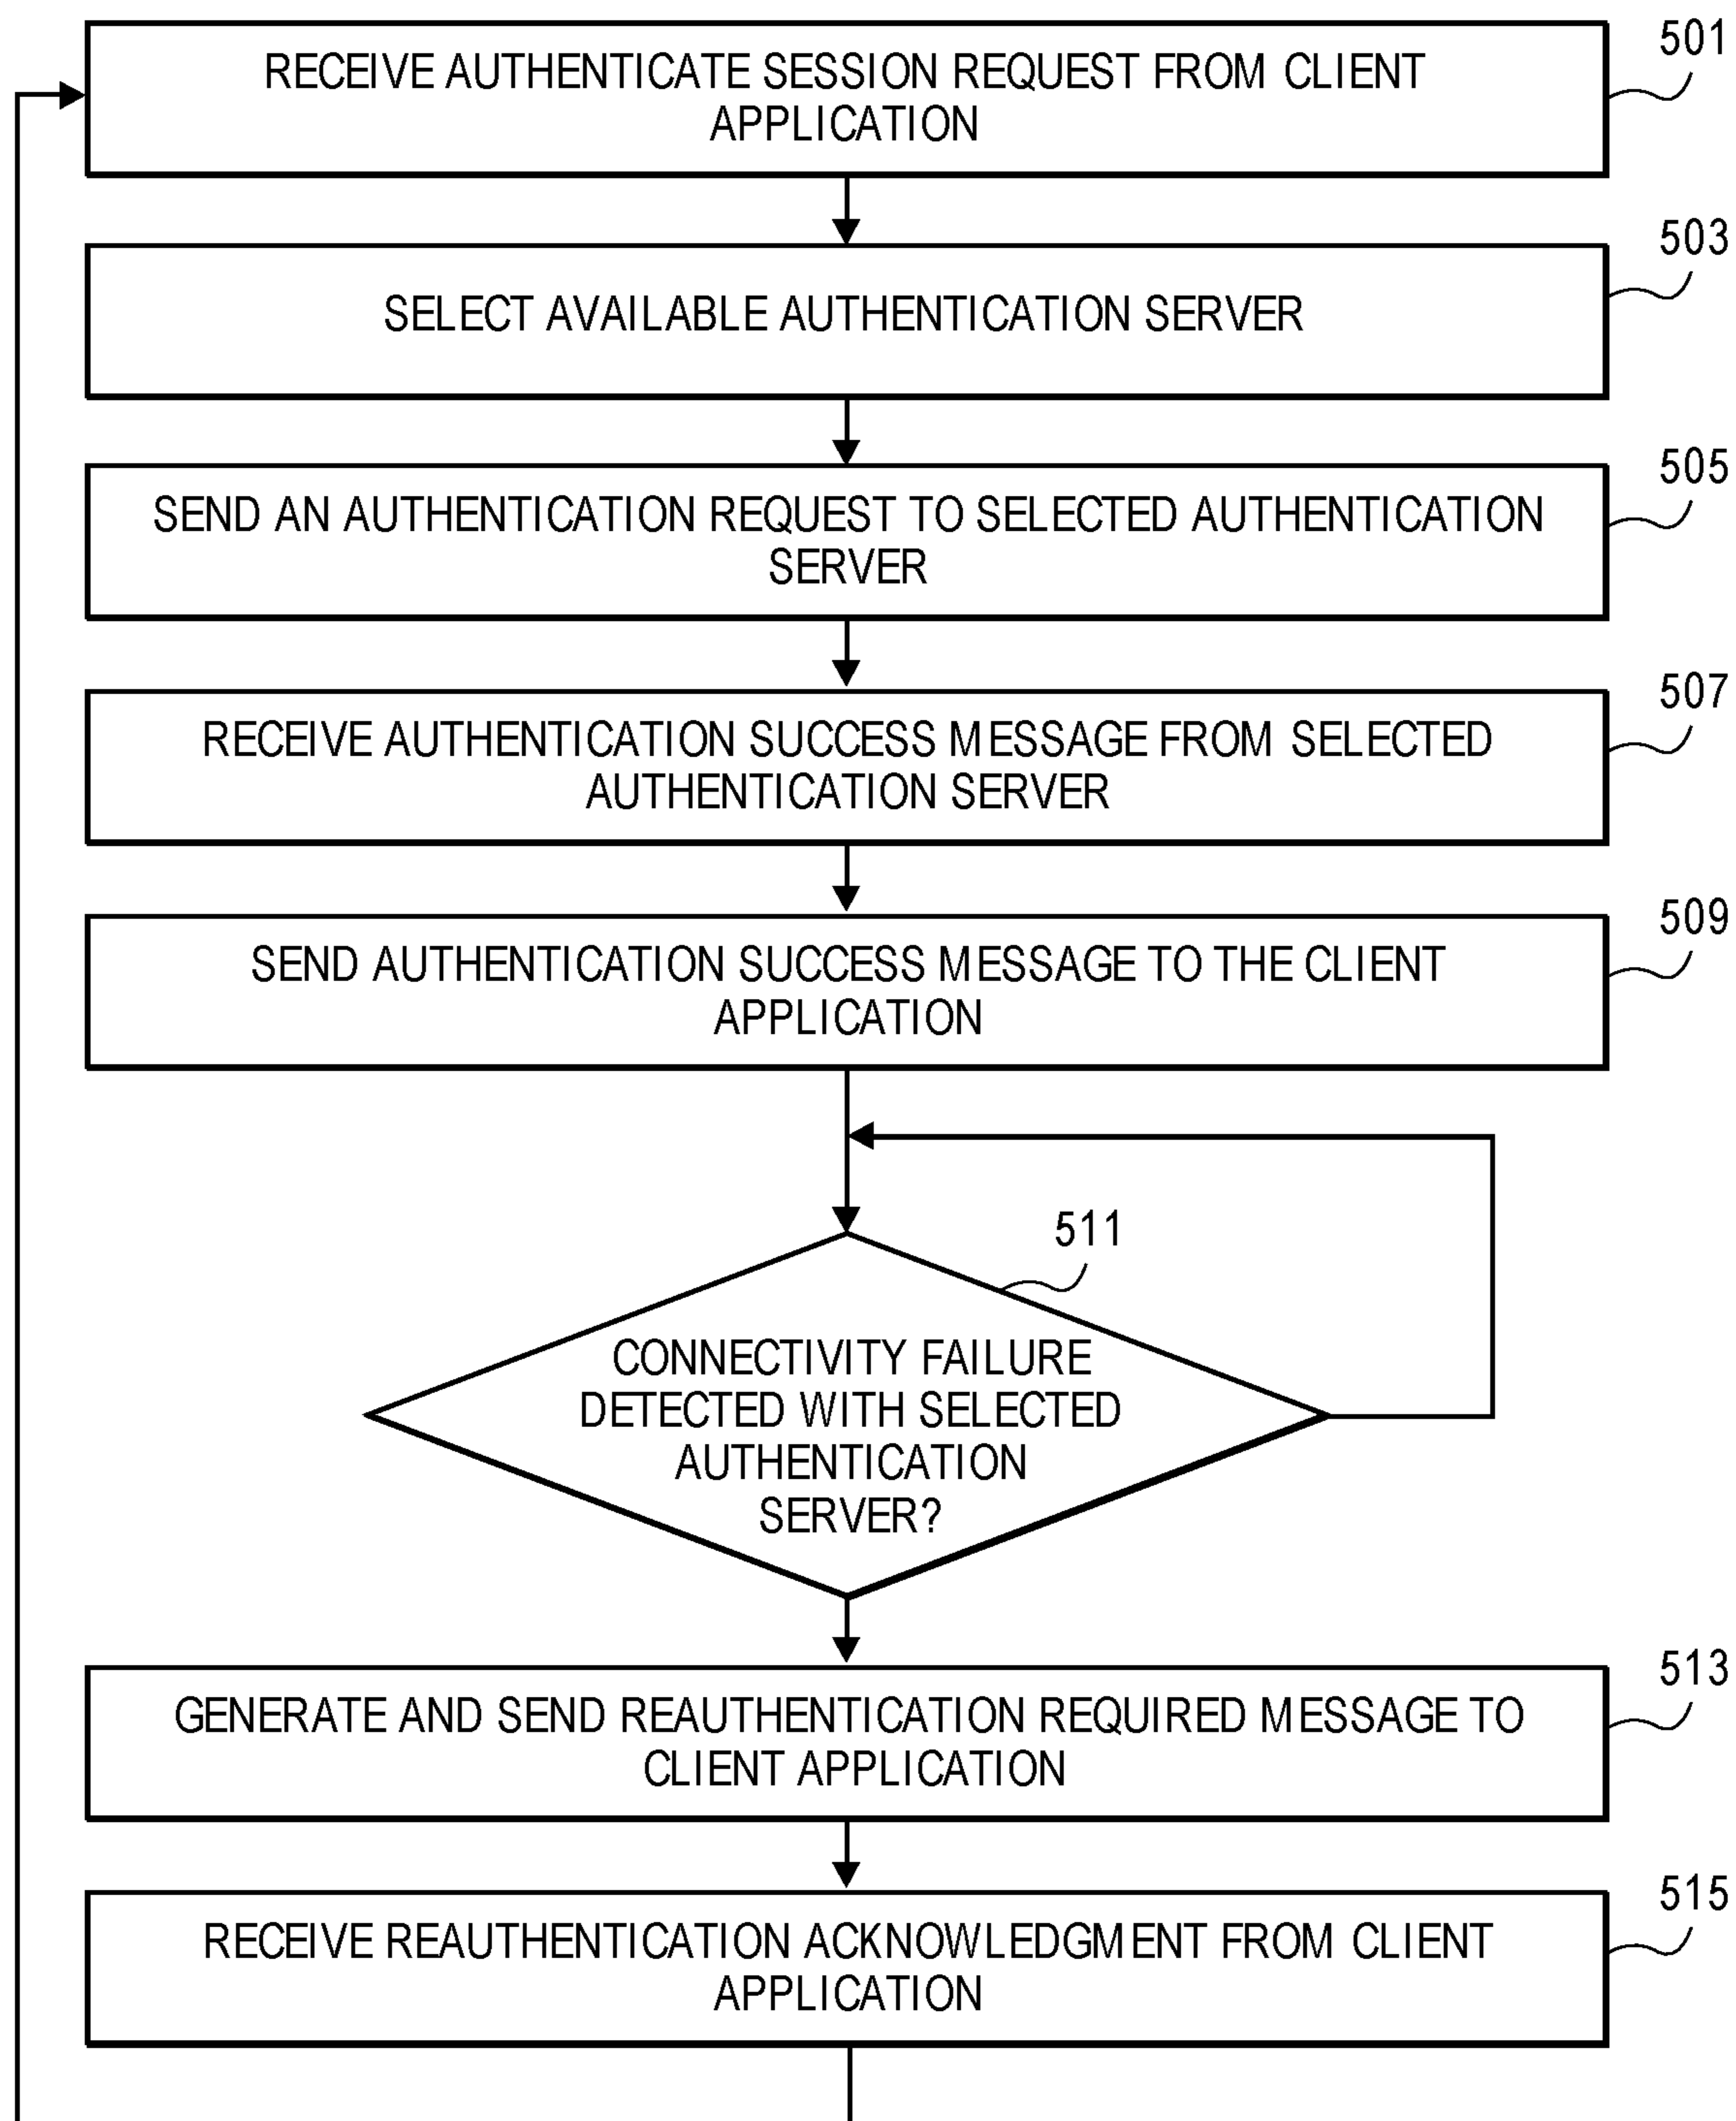 501
RECEIVE AUTHENTICATE SESSION REQUEST FROM CLIENT
APPLICATION
503
SELECT AVAILABLE AUTHENTICATION SERVER
505
SEND AN AUTHENTICATION REQUEST TO SELECTED AUTHENTICATION
SERVER
507
RECEIVE AUTHENTICATION SUCCESS MESSAGE FROM SELECTED
AUTHENTICATION SERVER
509
SEND AUTHENTICATION SUCCESS MESSAGE TO THE CLIENT
APPLICATION
511
CONNECTIVITY FAILURE
DETECTED WITH SELECTED
AUTHENTICATION
SERVER?
513
GENERATE AND SEND REAUTHENTICATION REQUIRED MESSAGE TO
CLIENT APPLICATION
515
RECEIVE REAUTHENTICATION ACKNOWLEDGMENT FROM CLIENT
APPLICATION